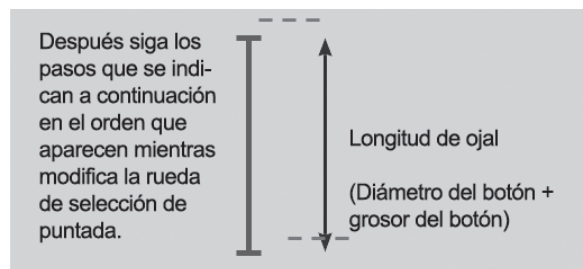 Después siga los
pasos que se indi-
can a continuación
en el orden que
aparecen mientras
modifica la rueda
de selección de
puntada.
Longitud de ojal
(Diámetro del botón +
grosor del botón)